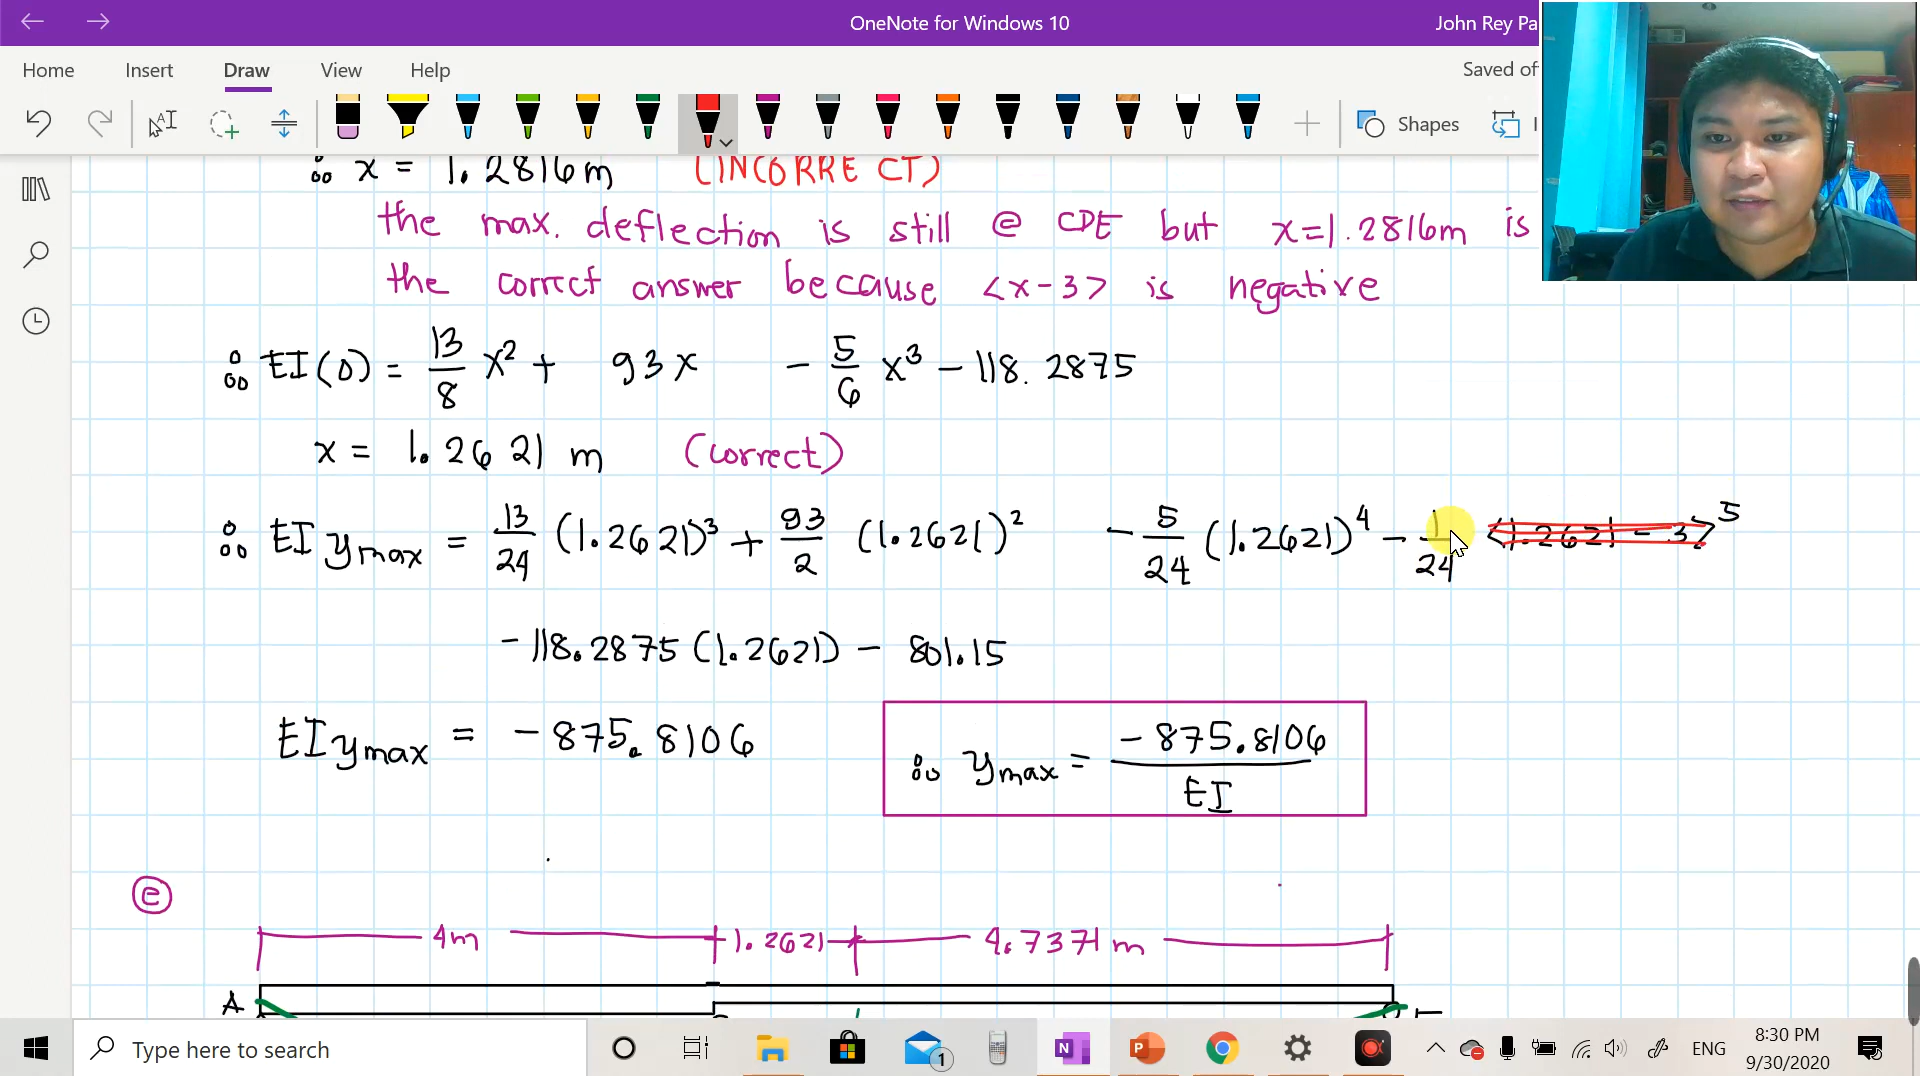 OneNote for Windows 10
John Rey Pa
Home Insert Draw View Help
Saved of
Shapes
∴ x = 1.2816m (INCORRECT)
the max. deflection is still @ CDE but x=1.2816m is
the correct answer because <x-3> is negative
∴ EI(0) = 13/8 x² + 93x - 5/6 x³ - 118.2875
x = 1.2621 m (correct)
∴ EI ymax = 13/24 (1.2621)³ + 93/2 (1.2621)² - 5/24 (1.2621)⁴ - 1/24 <1.2621 - 3>⁵
-118.2875 (1.2621) - 801.15
EI ymax = -875.8106
∴ ymax = -875.8106/EI
e
4m 1.2621 4.7371 m
A
Type here to search
1
ENG
8:30 PM
9/30/2020